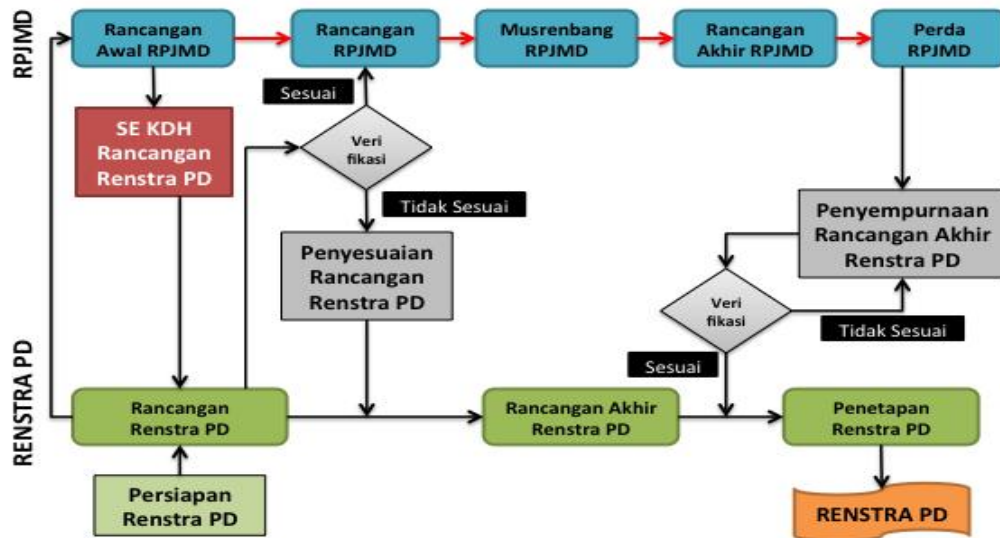 RPJMD
Rancangan
Awal RPJMD
Rancangan
RPJMD
Musrenbang
RPJMD
Rancangan
Akhir RPJMD
Perda
RPJMD
Sesuai
SE KDH
Rancangan
Renstra PD
Veri
fikasi
Tidak Sesuai
Penyesuaian
Rancangan
Renstra PD
Penyempurnaan
Rancangan Akhir
Renstra PD
Veri
fikasi
Tidak Sesuai
Sesuai
RENSTRA PD
Rancangan
Renstra PD
Rancangan Akhir
Renstra PD
Penetapan
Renstra PD
Persiapan
Renstra PD
RENSTRA PD